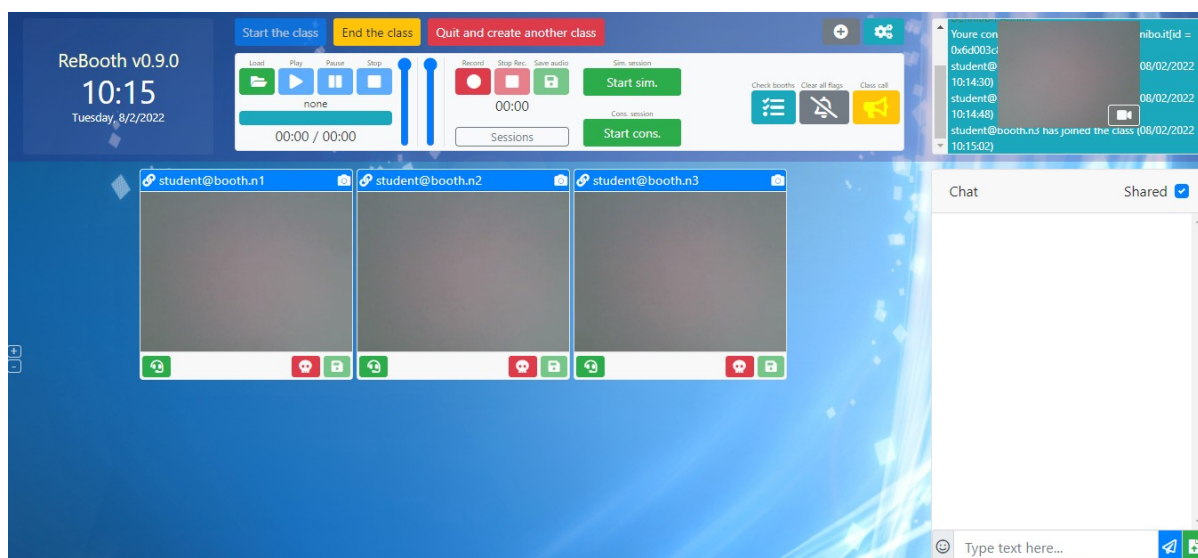 ReBooth v0.9.0
10:15
Tuesday, 8/2/2022
Start the class End the class Quit and create another class
Load Play Pause Stop
none
00:00 / 00:00
Record Stop Rec. Save audio
00:00
Sessions
Sim. session
Start sim.
Cons. session
Start cons.
Check booths Clear all flags Class call
Youre con nibo.it[id =
0x6d003c
student@ 08/02/2022
10:14:30)
student@ 08/02/2022
10:14:48)
student@booth.n3 has joined the class (08/02/2022
10:15:02)
student@booth.n1
student@booth.n2
student@booth.n3
Chat Shared
Type text here...
+
-